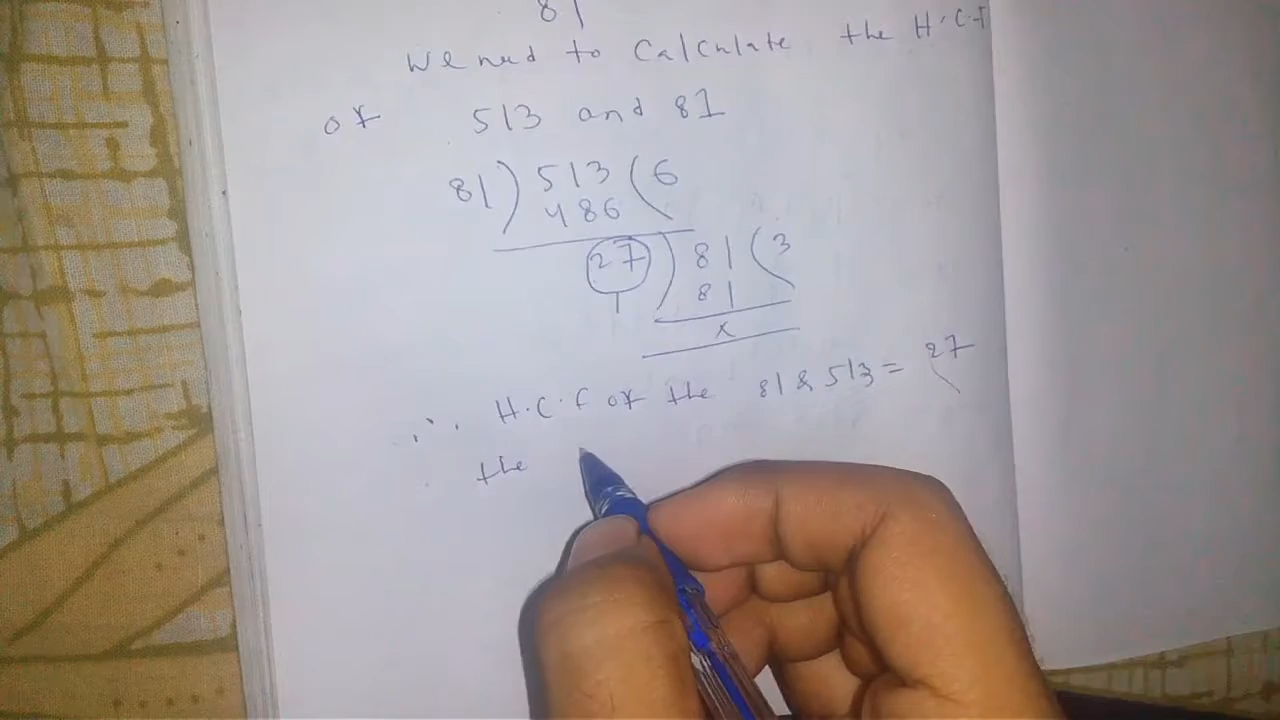 81
We need to Calculate the H.C.F
of 513 and 81
81) 513 (6
486
27) 81 (3
81
x
∴ H.C.F of the 81 & 513 = 27
the